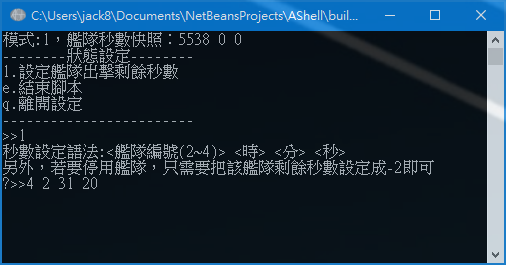 C:\Users\jack8\Documents\NetBeansProjects\AShell\buil...
模式:1，艦隊秒數快照：5538 0 0
--------狀態設定--------
1.設定艦隊出擊剩餘秒數
e.結束腳本
q.離開設定
------------------------
>>1
秒數設定語法:<艦隊編號(2~4)> <時> <分> <秒>
另外，若要停用艦隊，只需要把該艦隊剩餘秒數設定成-2即可
?>>4 2 31 20